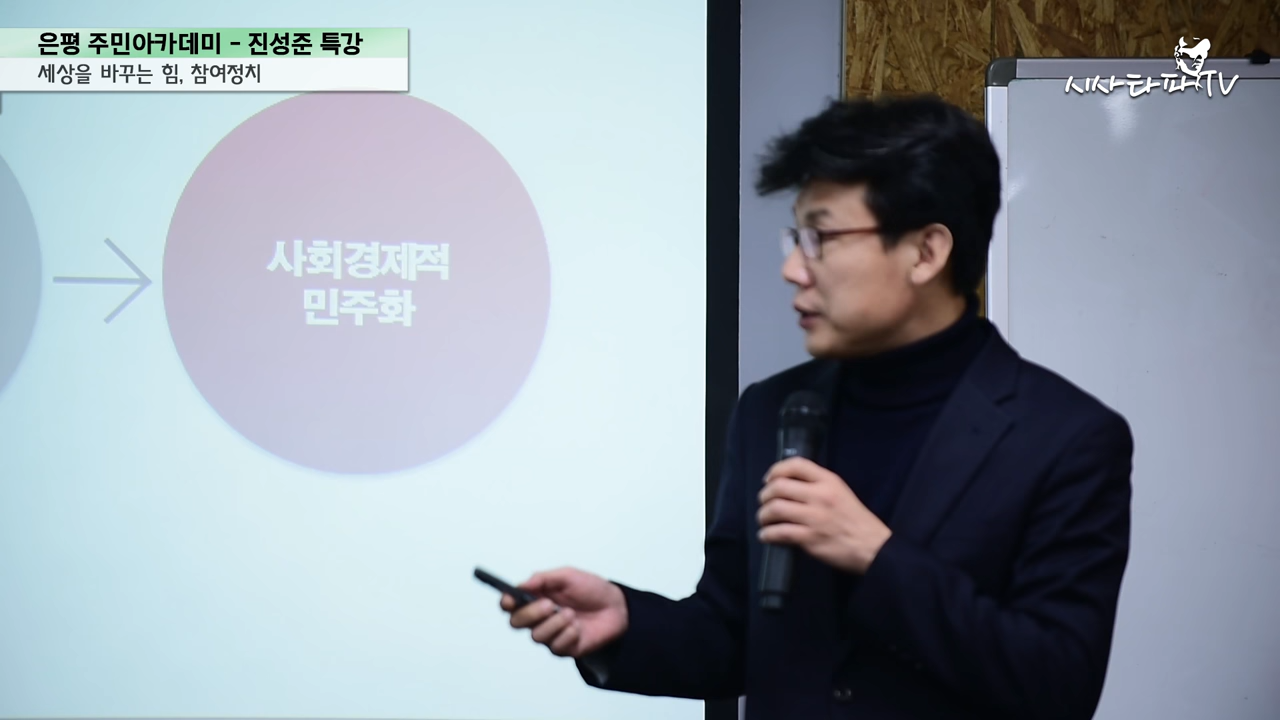 은평 주민아카데미 - 진성준 특강
세상을 바꾸는 힘, 참여정치
시사타파TV
사회경제적
민주화